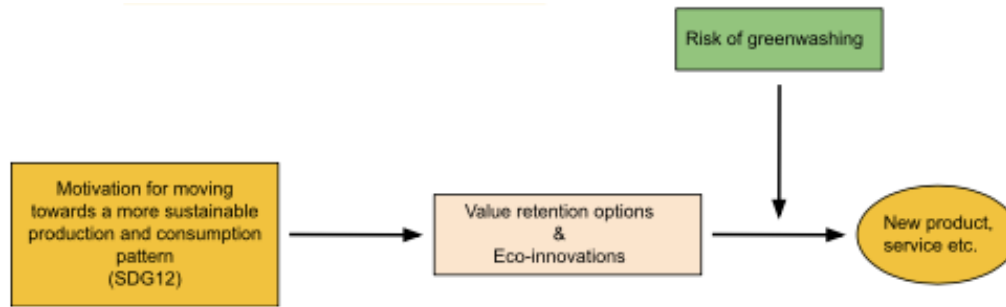 Risk of greenwashing
Motivation for moving
towards a more sustainable
production and consumption
pattern
(SDG12)
Value retention options
&
Eco-innovations
New product,
service etc.